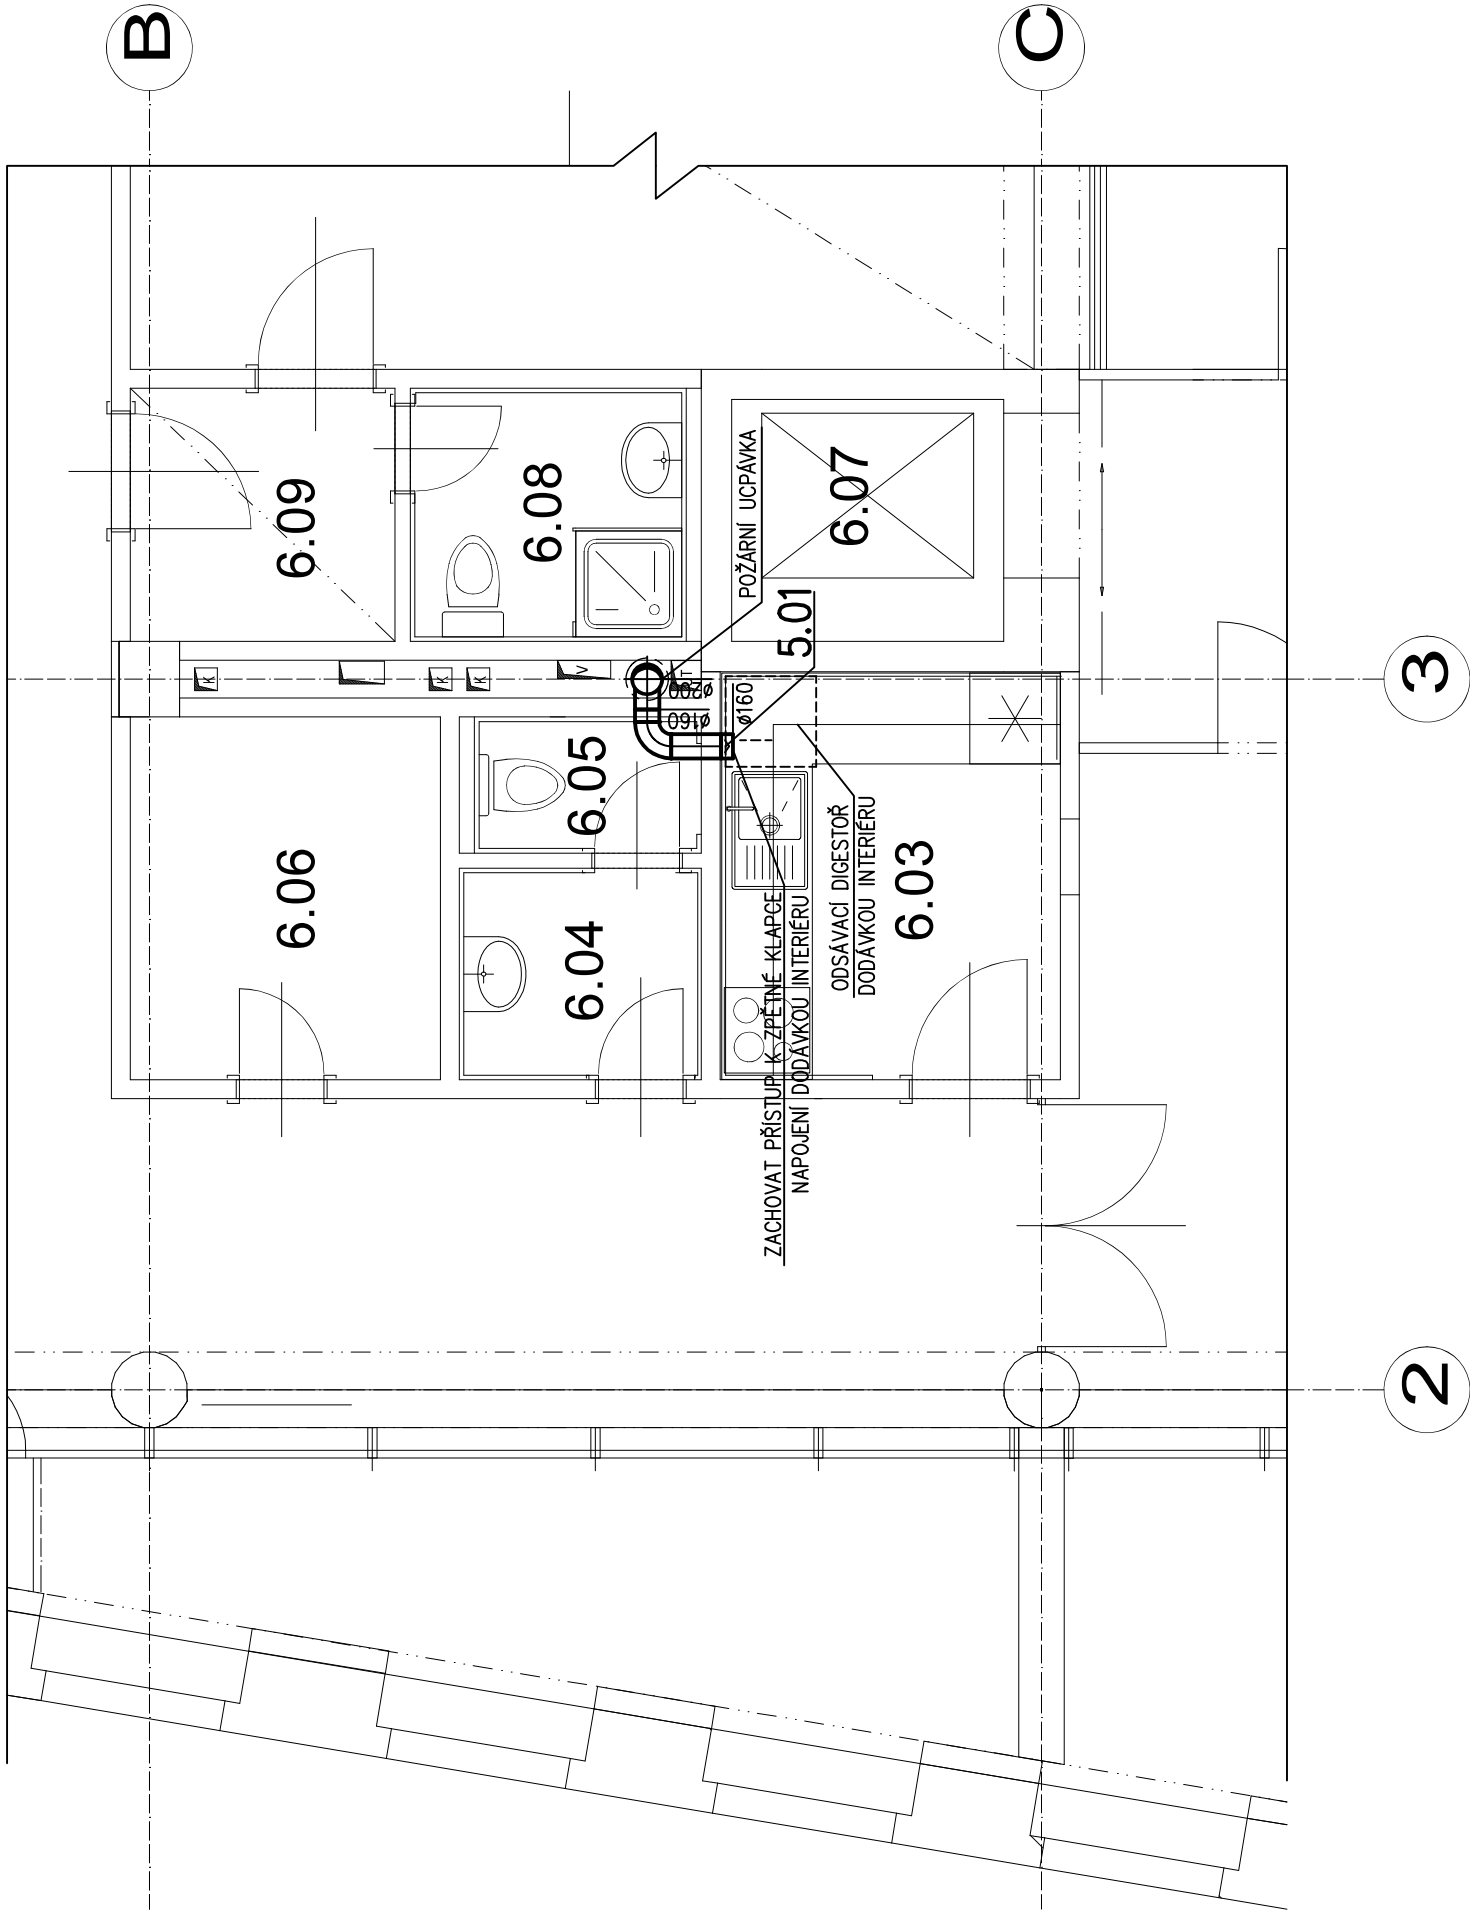 B
C
3
2
6.09
6.08
6.07
6.06
6.05
6.04
6.03
5.01
POŽÁRNÍ UCPÁVKA
K
K
K
V
ø200
ø160
ø160
ODSÁVACÍ DIGESTOŘ
DODÁVKOU INTERIÉRU
ZACHOVAT PŘÍSTUP K ZPĚTNÉ KLAPCE
NAPOJENÍ DODÁVKOU INTERIÉRU